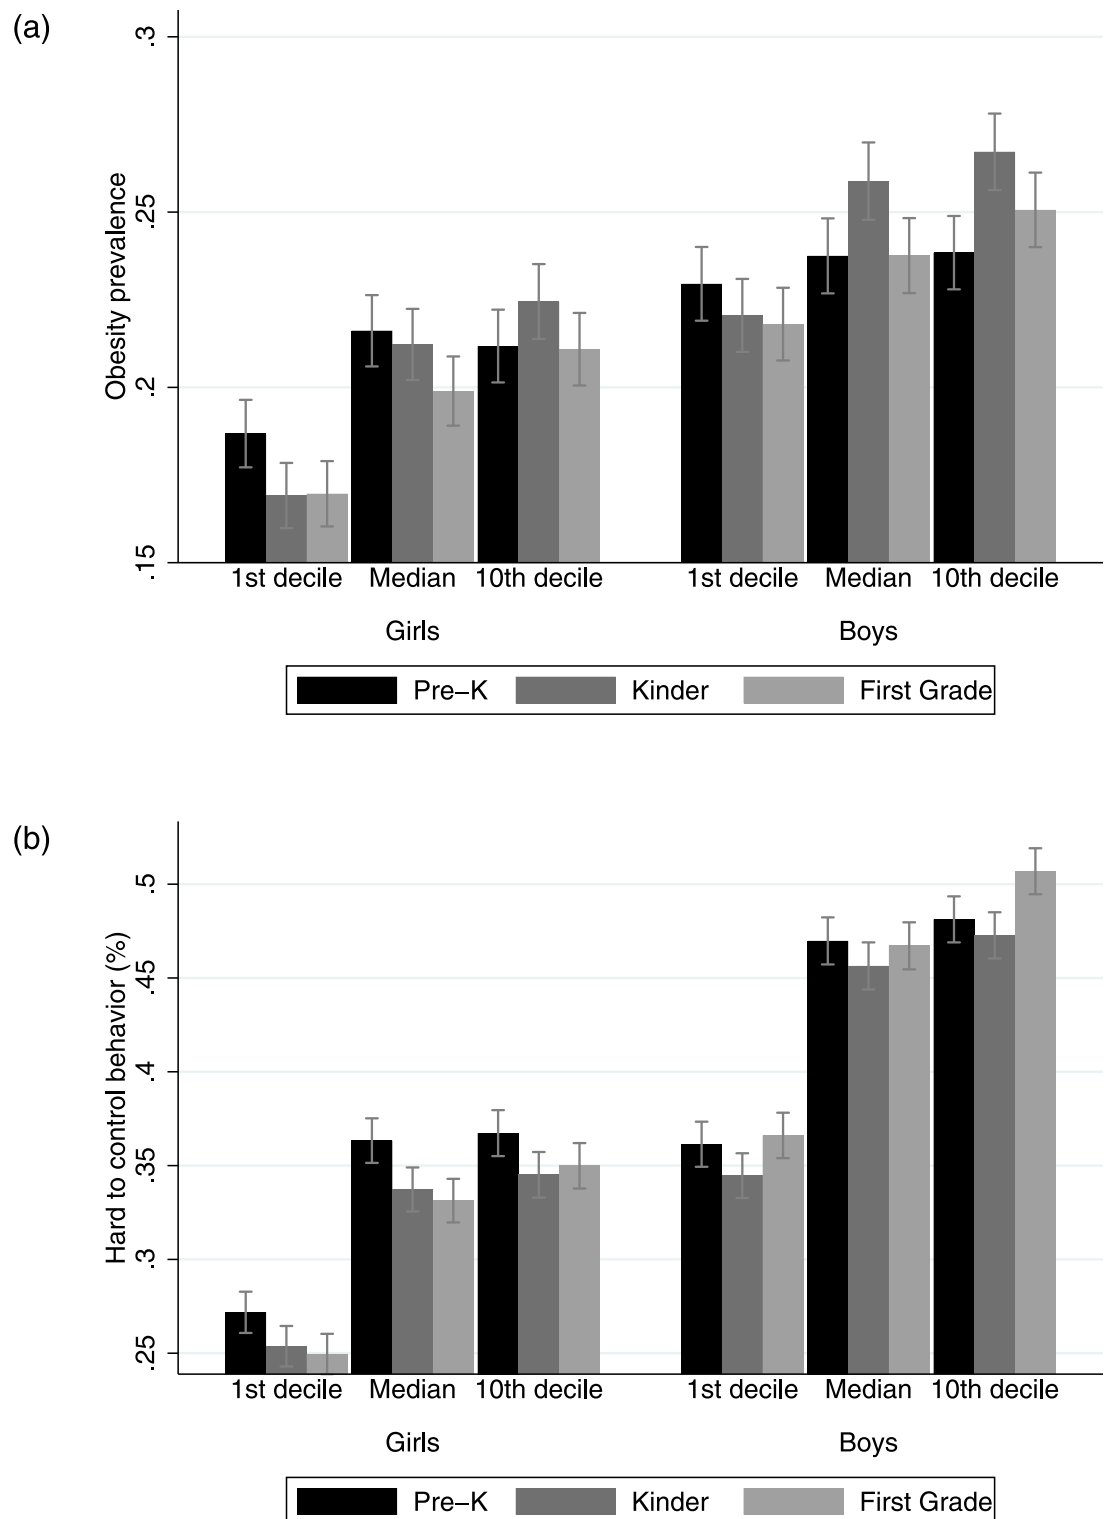 (a)
Obesity prevalence
.3
.25
.2
.15
1st decile Median 10th decile 1st decile Median 10th decile
Girls Boys
Pre–K Kinder First Grade
(b)
Hard to control behavior (%)
.5
.45
.4
.35
.3
.25
1st decile Median 10th decile 1st decile Median 10th decile
Girls Boys
Pre–K Kinder First Grade